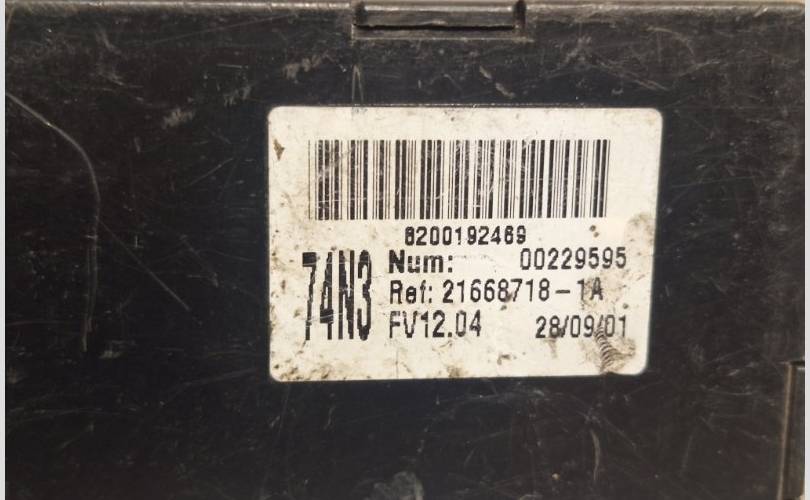 8200192469
74N3
Num: 00229595
Ref: 21668718-1A
FV12.04 28/09/01